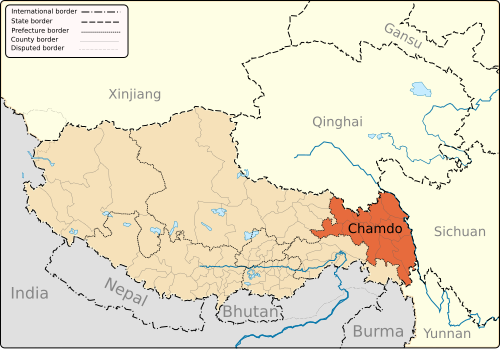 International border
State border
Prefecture border
County border
Disputed border
Gansu
Xinjiang
Qinghai
Chamdo
Sichuan
India
Nepal
Bhutan
Burma
Yunnan